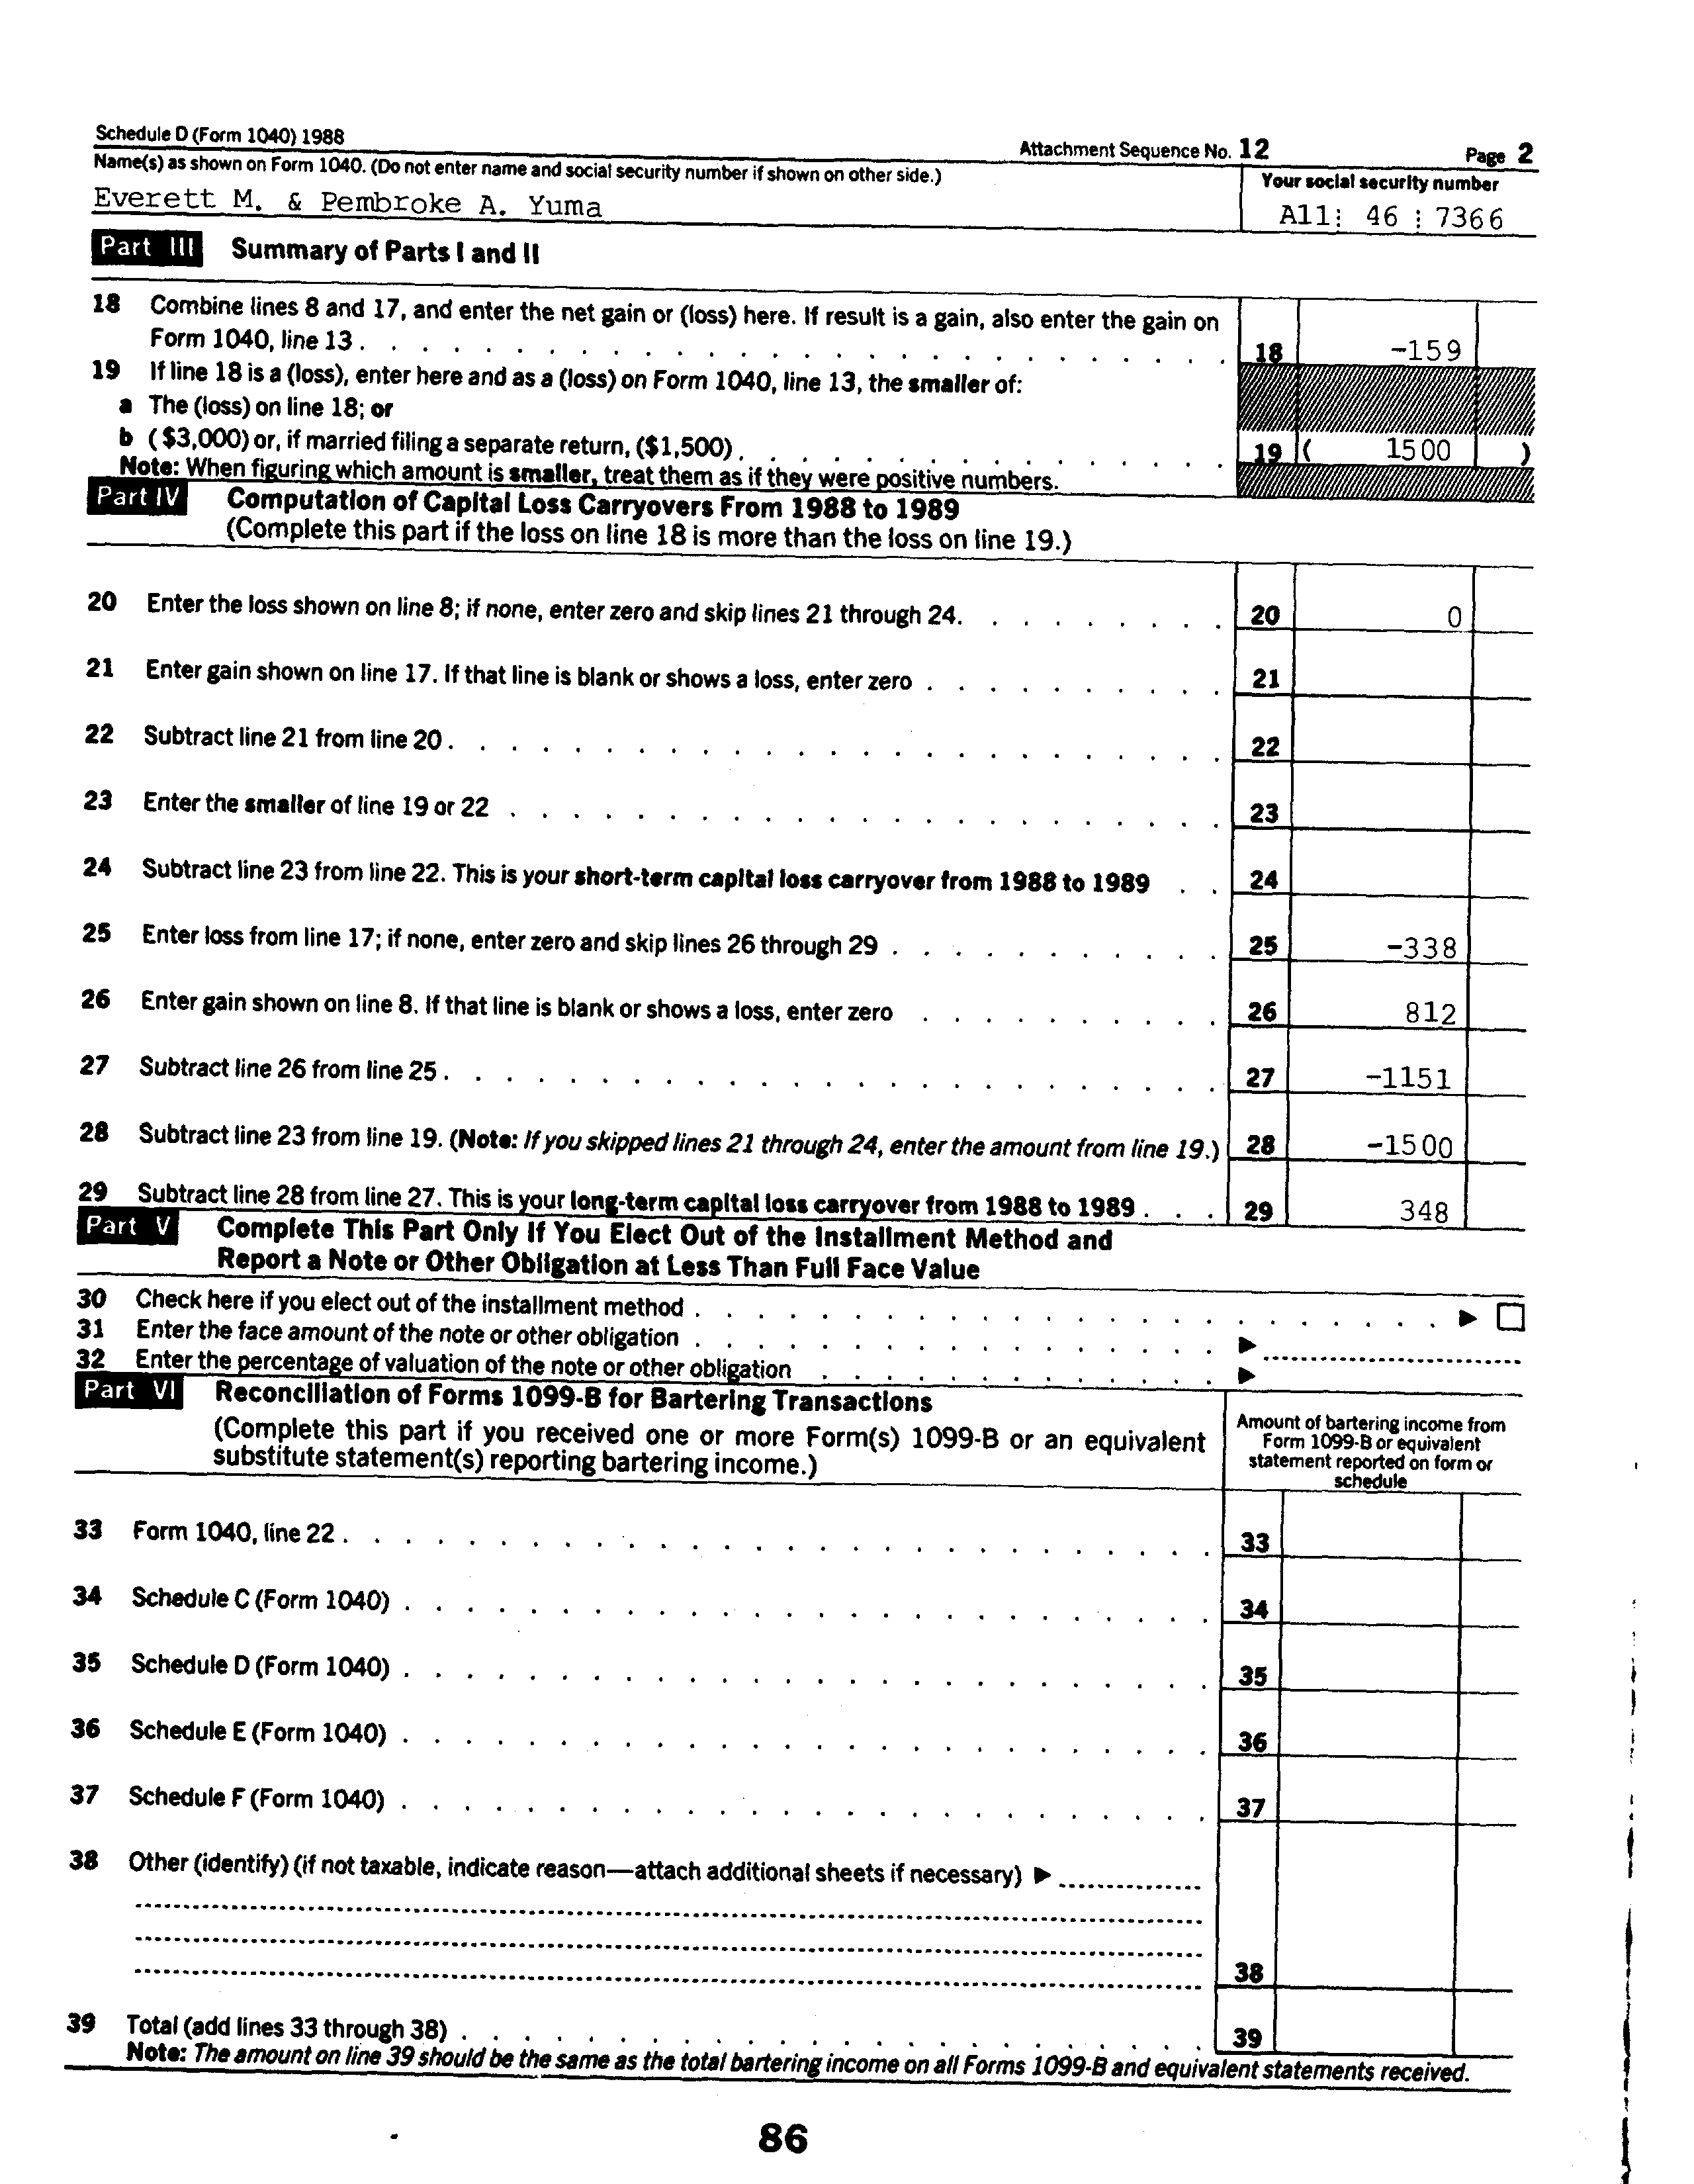 Schedule D (Form 1040) 1988
Attachment Sequence No. 12
Page 2
Name(s) as shown on Form 1040. (Do not enter name and social security number if shown on other side.)
Your social security number
Everett M. & Pembroke A. Yuma
A11: 46 : 7366
Part III Summary of Parts I and II
18 Combine lines 8 and 17, and enter the net gain or (loss) here. If result is a gain, also enter the gain on
Form 1040, line 13 . . . . . . . . . . . . . . . . . . . . . . . . . . . 18 -159
19 If line 18 is a (loss), enter here and as a (loss) on Form 1040, line 13, the smaller of:
a The (loss) on line 18; or
b ($3,000) or, if married filing a separate return, ($1,500) . . . . . . . . . . . . . . . 19 ( 1500 )
Note: When figuring which amount is smaller, treat them as if they were positive numbers.
Part IV Computation of Capital Loss Carryovers From 1988 to 1989
(Complete this part if the loss on line 18 is more than the loss on line 19.)
20 Enter the loss shown on line 8; if none, enter zero and skip lines 21 through 24. . . . . . . . . 20 0
21 Enter gain shown on line 17. If that line is blank or shows a loss, enter zero . . . . . . . . . . 21
22 Subtract line 21 from line 20 . . . . . . . . . . . . . . . . . . . . . . . . . 22
23 Enter the smaller of line 19 or 22 . . . . . . . . . . . . . . . . . . . . . . . 23
24 Subtract line 23 from line 22. This is your short-term capital loss carryover from 1988 to 1989 . . 24
25 Enter loss from line 17; if none, enter zero and skip lines 26 through 29 . . . . . . . . . . . 25 -338
26 Enter gain shown on line 8. If that line is blank or shows a loss, enter zero . . . . . . . . . . 26 812
27 Subtract line 26 from line 25 . . . . . . . . . . . . . . . . . . . . . . . . . 27 -1151
28 Subtract line 23 from line 19. (Note: If you skipped lines 21 through 24, enter the amount from line 19.) 28 -1500
29 Subtract line 28 from line 27. This is your long-term capital loss carryover from 1988 to 1989 . . . 29 348
Part V Complete This Part Only If You Elect Out of the Installment Method and
Report a Note or Other Obligation at Less Than Full Face Value
30 Check here if you elect out of the installment method . . . . . . . . . . . . . . . . . . . . . . . . ▶ ☐
31 Enter the face amount of the note or other obligation . . . . . . . . . . . . . . . . . ▶
32 Enter the percentage of valuation of the note or other obligation . . . . . . . . . . . . . ▶
Part VI Reconciliation of Forms 1099-B for Bartering Transactions
(Complete this part if you received one or more Form(s) 1099-B or an equivalent
substitute statement(s) reporting bartering income.)
Amount of bartering income from
Form 1099-B or equivalent
statement reported on form or
schedule
33 Form 1040, line 22 . . . . . . . . . . . . . . . . . . . . . . . . . . . . 33
34 Schedule C (Form 1040) . . . . . . . . . . . . . . . . . . . . . . . . . . 34
35 Schedule D (Form 1040) . . . . . . . . . . . . . . . . . . . . . . . . . . 35
36 Schedule E (Form 1040) . . . . . . . . . . . . . . . . . . . . . . . . . . 36
37 Schedule F (Form 1040) . . . . . . . . . . . . . . . . . . . . . . . . . . 37
38 Other (identify) (if not taxable, indicate reason—attach additional sheets if necessary) ▶
38
39 Total (add lines 33 through 38) . . . . . . . . . . . . . . . . . . . . . . . . 39
Note: The amount on line 39 should be the same as the total bartering income on all Forms 1099-B and equivalent statements received.
86